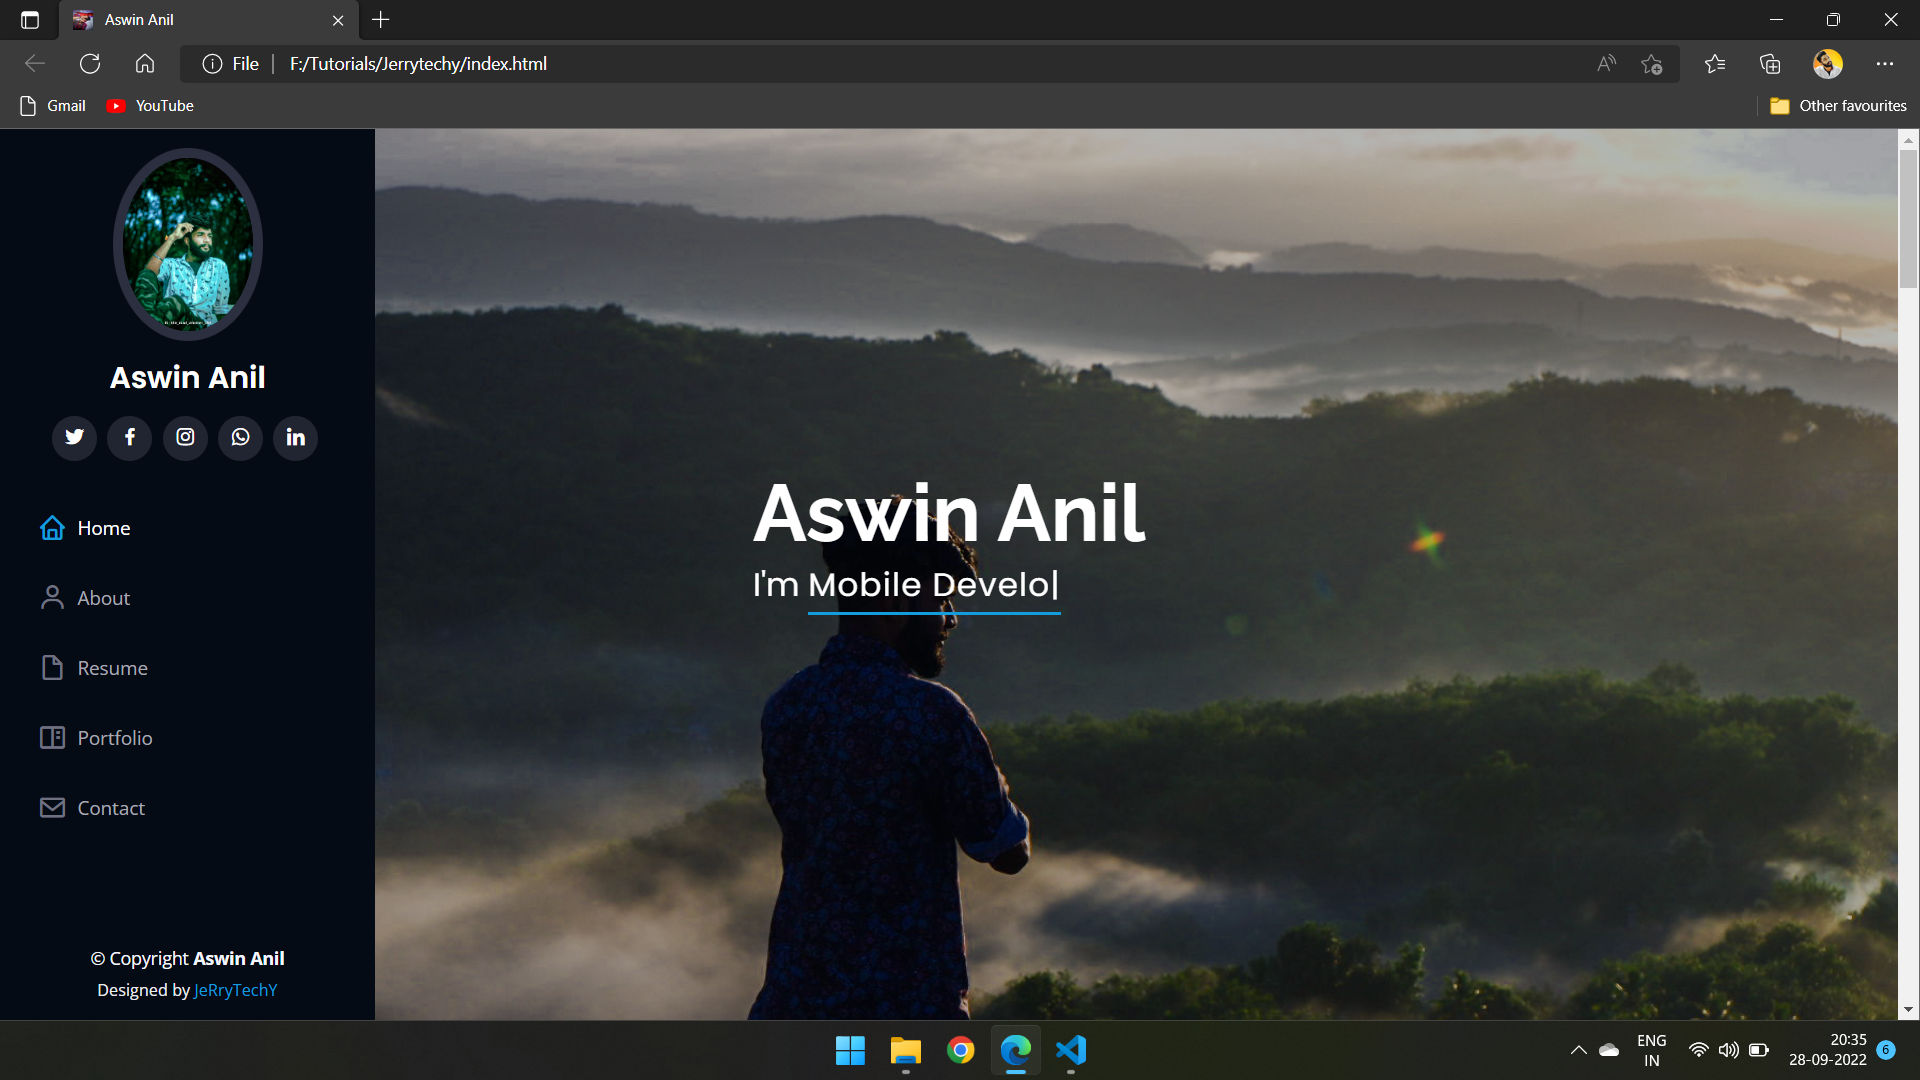 Aswin Anil
File
F:/Tutorials/Jerrytechy/index.html
Gmail
YouTube
Other favourites
Aswin Anil
Home
About
Resume
Portfolio
Contact
© Copyright Aswin Anil
Designed by JeRryTechY
Aswin Anil
I'm Mobile Develo|
ENG
IN
20:35
28-09-2022
6